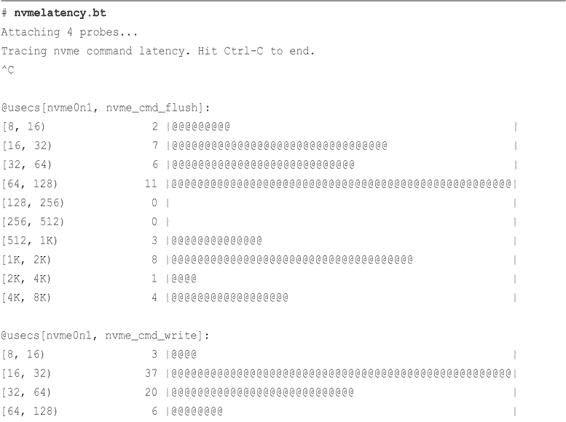 # nvmelatency.bt
Attaching 4 probes...
Tracing nvme command latency. Hit Ctrl-C to end.
^C
@usecs[nvme0n1, nvme_cmd_flush]:
[8, 16)                2 |@@@@@@@@@                                           |
[16, 32)               7 |@@@@@@@@@@@@@@@@@@@@@@@@@@@@@@@@@                   |
[32, 64)               6 |@@@@@@@@@@@@@@@@@@@@@@@@@@@@                        |
[64, 128)             11 |@@@@@@@@@@@@@@@@@@@@@@@@@@@@@@@@@@@@@@@@@@@@@@@@@@@@|
[128, 256)             0 |                                                    |
[256, 512)             0 |                                                    |
[512, 1K)              3 |@@@@@@@@@@@@@@                                      |
[1K, 2K)               8 |@@@@@@@@@@@@@@@@@@@@@@@@@@@@@@@@@@@@@               |
[2K, 4K)               1 |@@@@                                                |
[4K, 8K)               4 |@@@@@@@@@@@@@@@@@@                                  |
@usecs[nvme0n1, nvme_cmd_write]:
[8, 16)                3 |@@@@                                                |
[16, 32)              37 |@@@@@@@@@@@@@@@@@@@@@@@@@@@@@@@@@@@@@@@@@@@@@@@@@@@@|
[32, 64)              20 |@@@@@@@@@@@@@@@@@@@@@@@@@@@@                        |
[64, 128)              6 |@@@@@@@@                                            |